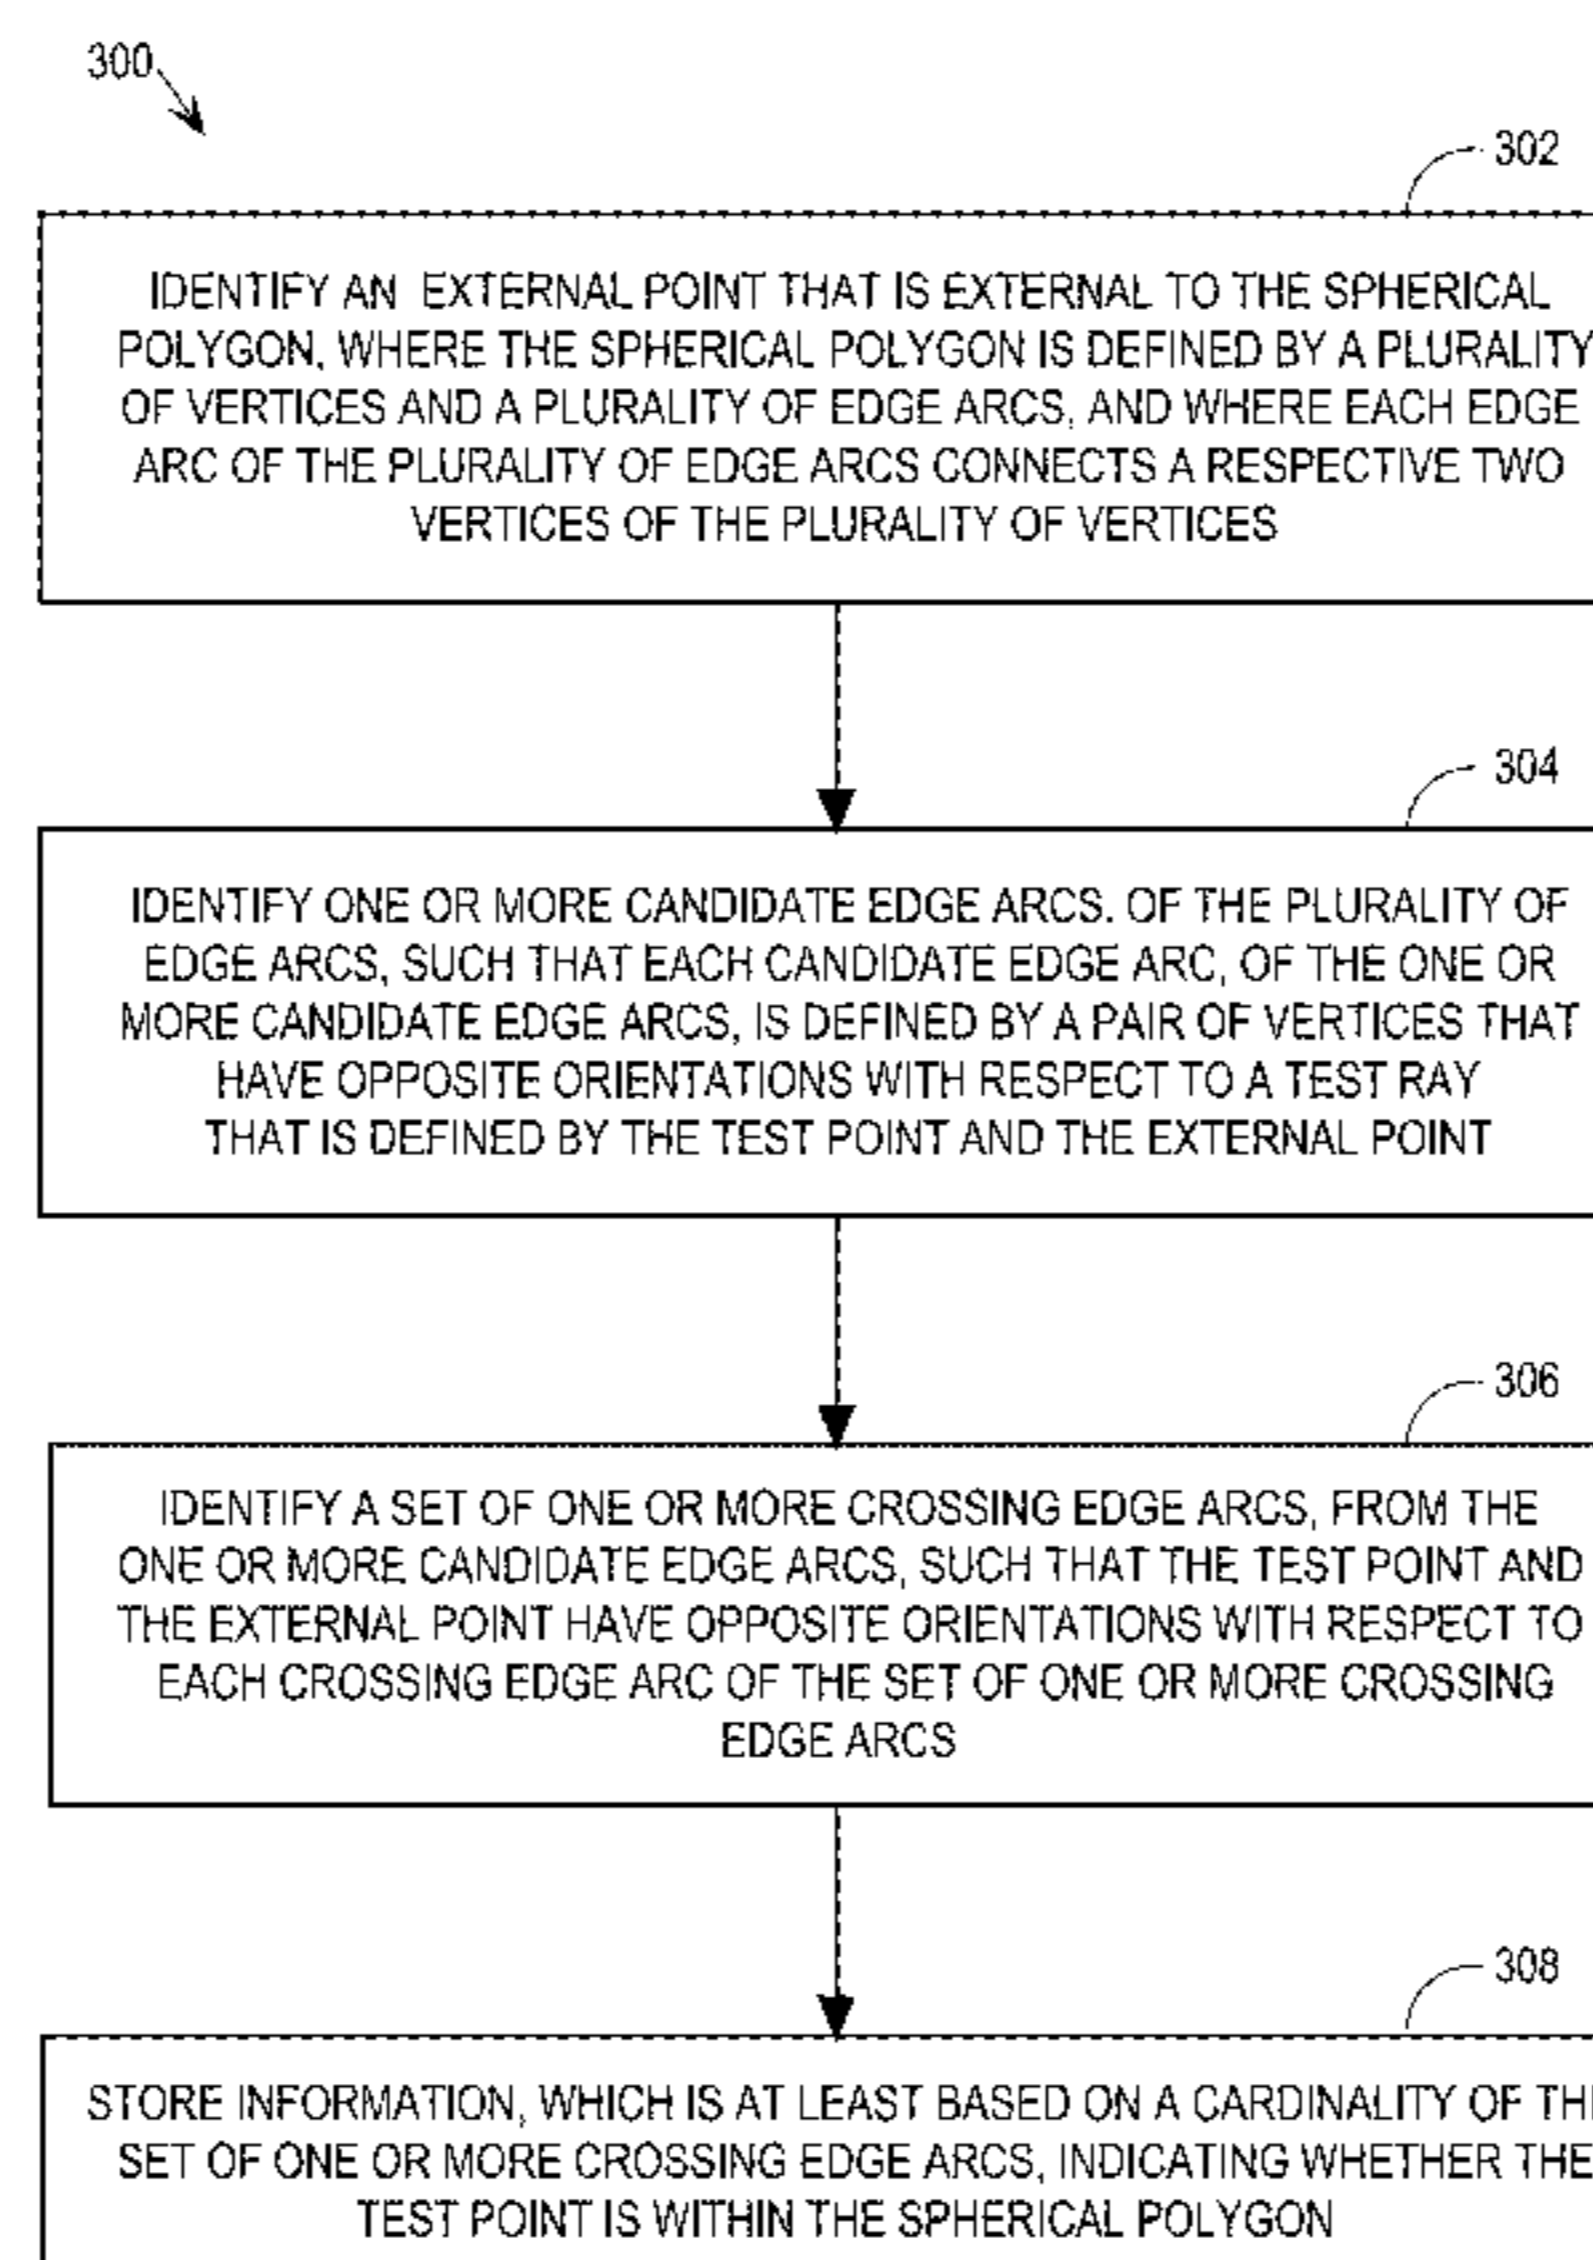 300
302
IDENTIFY AN EXTERNAL POINT THAT IS EXTERNAL TO THE SPHERICAL
POLYGON, WHERE THE SPHERICAL POLYGON IS DEFINED BY A PLURALITY
OF VERTICES AND A PLURALITY OF EDGE ARCS, AND WHERE EACH EDGE
ARC OF THE PLURALITY OF EDGE ARCS CONNECTS A RESPECTIVE TWO
VERTICES OF THE PLURALITY OF VERTICES
304
IDENTIFY ONE OR MORE CANDIDATE EDGE ARCS. OF THE PLURALITY OF
EDGE ARCS, SUCH THAT EACH CANDIDATE EDGE ARC, OF THE ONE OR
MORE CANDIDATE EDGE ARCS, IS DEFINED BY A PAIR OF VERTICES THAT
HAVE OPPOSITE ORIENTATIONS WITH RESPECT TO A TEST RAY
THAT IS DEFINED BY THE TEST POINT AND THE EXTERNAL POINT
306
IDENTIFY A SET OF ONE OR MORE CROSSING EDGE ARCS, FROM THE
ONE OR MORE CANDIDATE EDGE ARCS, SUCH THAT THE TEST POINT AND
THE EXTERNAL POINT HAVE OPPOSITE ORIENTATIONS WITH RESPECT TO
EACH CROSSING EDGE ARC OF THE SET OF ONE OR MORE CROSSING
EDGE ARCS
308
STORE INFORMATION, WHICH IS AT LEAST BASED ON A CARDINALITY OF THE
SET OF ONE OR MORE CROSSING EDGE ARCS, INDICATING WHETHER THE
TEST POINT IS WITHIN THE SPHERICAL POLYGON